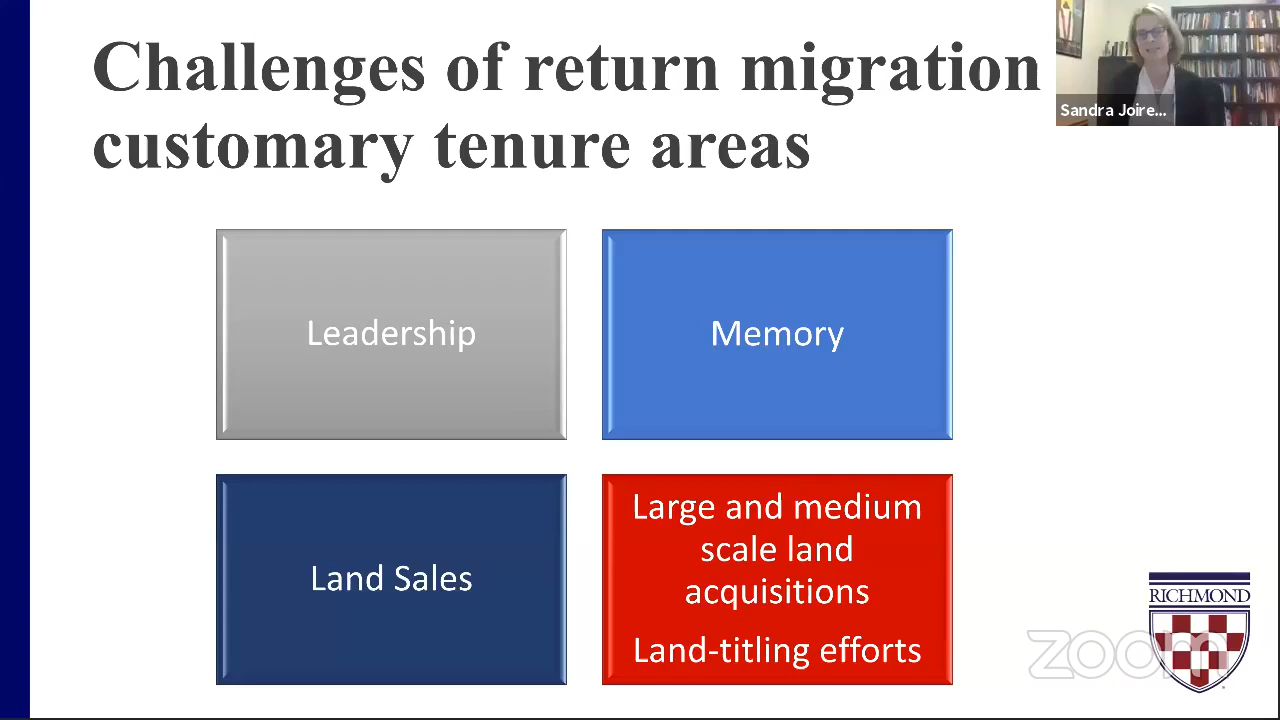 Challenges of return migration
customary tenure areas
Sandra Joire...
Leadership
Memory
Land Sales
Large and medium
scale land
acquisitions
Land-titling efforts
RICHMOND
zoom